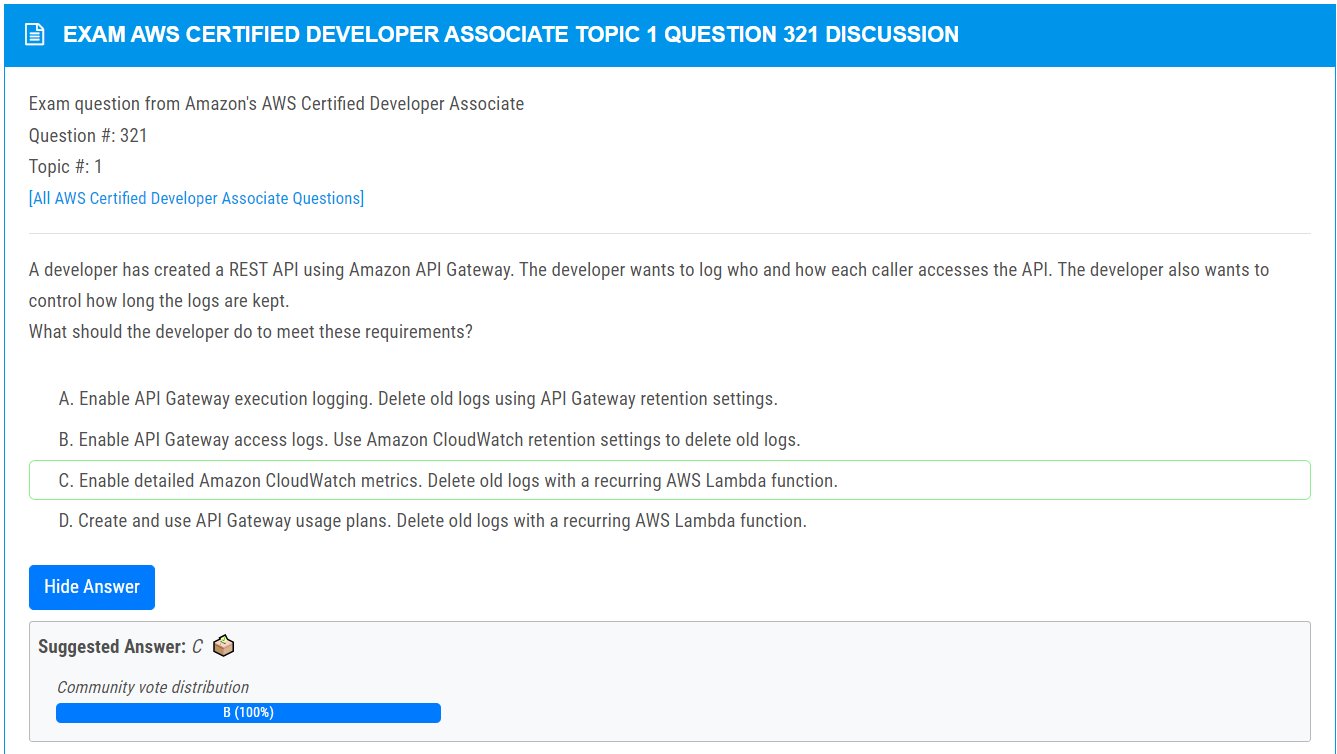 EXAM AWS CERTIFIED DEVELOPER ASSOCIATE TOPIC 1 QUESTION 321 DISCUSSION
Exam question from Amazon's AWS Certified Developer Associate
Question #: 321
Topic #: 1
[All AWS Certified Developer Associate Questions]
A developer has created a REST API using Amazon API Gateway. The developer wants to log who and how each caller accesses the API. The developer also wants to
control how long the logs are kept.
What should the developer do to meet these requirements?
A. Enable API Gateway execution logging. Delete old logs using API Gateway retention settings.
B. Enable API Gateway access logs. Use Amazon CloudWatch retention settings to delete old logs.
C. Enable detailed Amazon CloudWatch metrics. Delete old logs with a recurring AWS Lambda function.
D. Create and use API Gateway usage plans. Delete old logs with a recurring AWS Lambda function.
Hide Answer
Suggested Answer: C
Community vote distribution
B (100%)